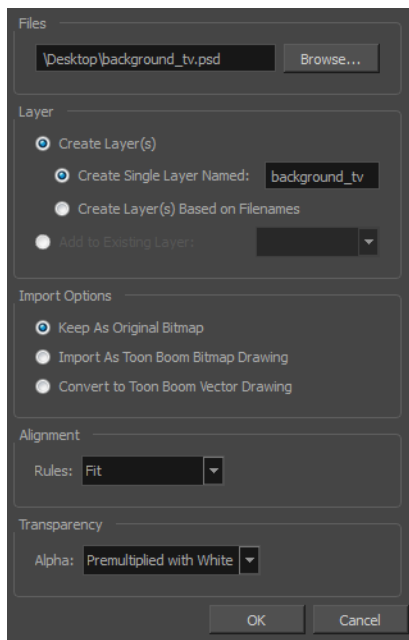 Files
\Desktop\background_tv.psd Browse...
Layer
Create Layer(s)
Create Single Layer Named: background_tv
Create Layer(s) Based on Filenames
Add to Existing Layer:
Import Options
Keep As Original Bitmap
Import As Toon Boom Bitmap Drawing
Convert to Toon Boom Vector Drawing
Alignment
Rules: Fit
Transparency
Alpha: Premultiplied with White
OK Cancel